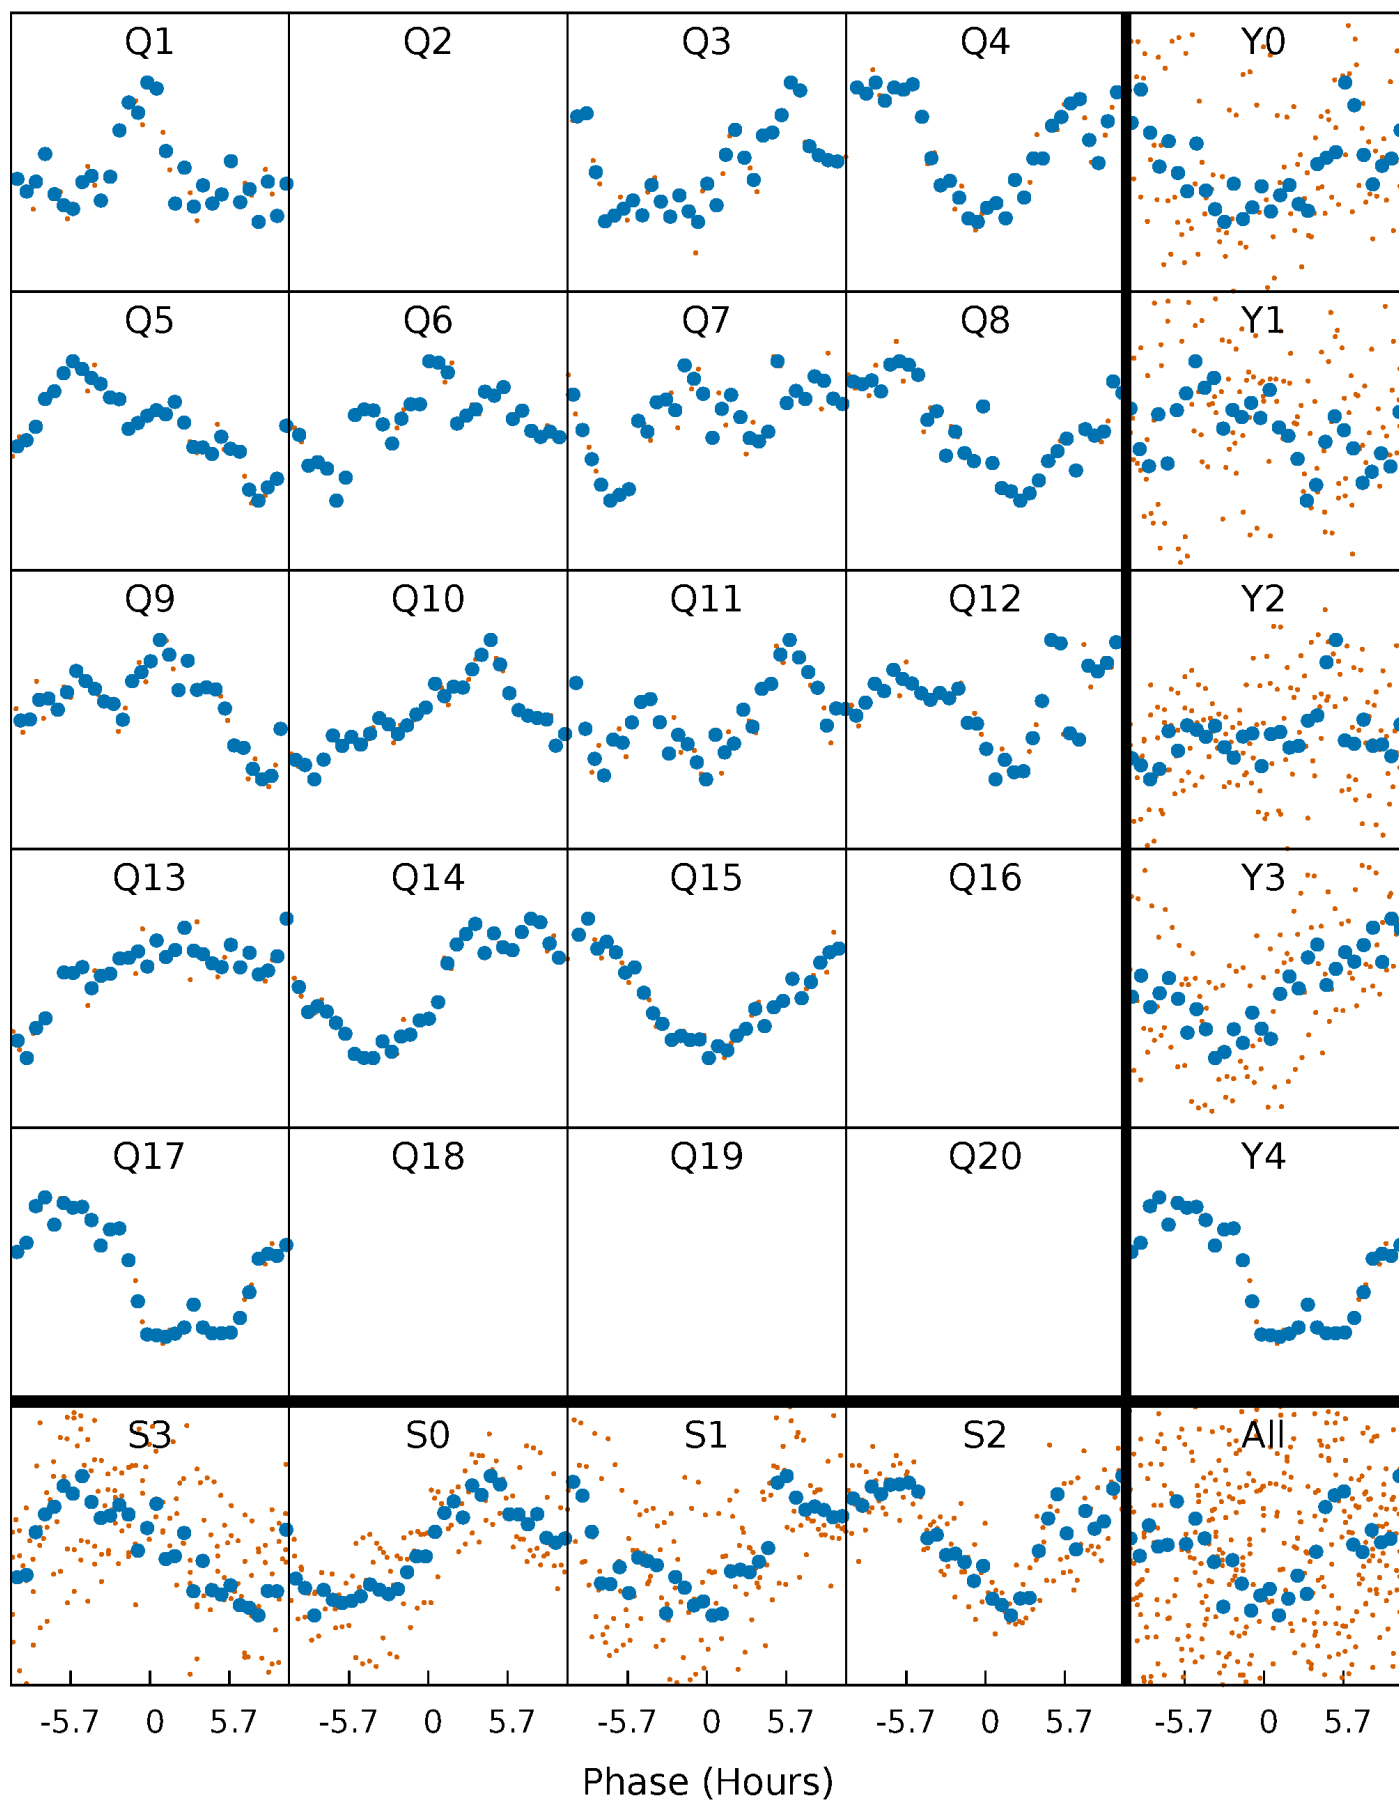 Q1 Q2 Q3 Q4 Y0
Q5 Q6 Q7 Q8 Y1
Q9 Q10 Q11 Q12 Y2
Q13 Q14 Q15 Q16 Y3
Q17 Q18 Q19 Q20 Y4
S3 S0 S1 S2 All
-5.7 0 5.7 -5.7 0 5.7 -5.7 0 5.7 -5.7 0 5.7 -5.7 0 5.7
Phase (Hours)